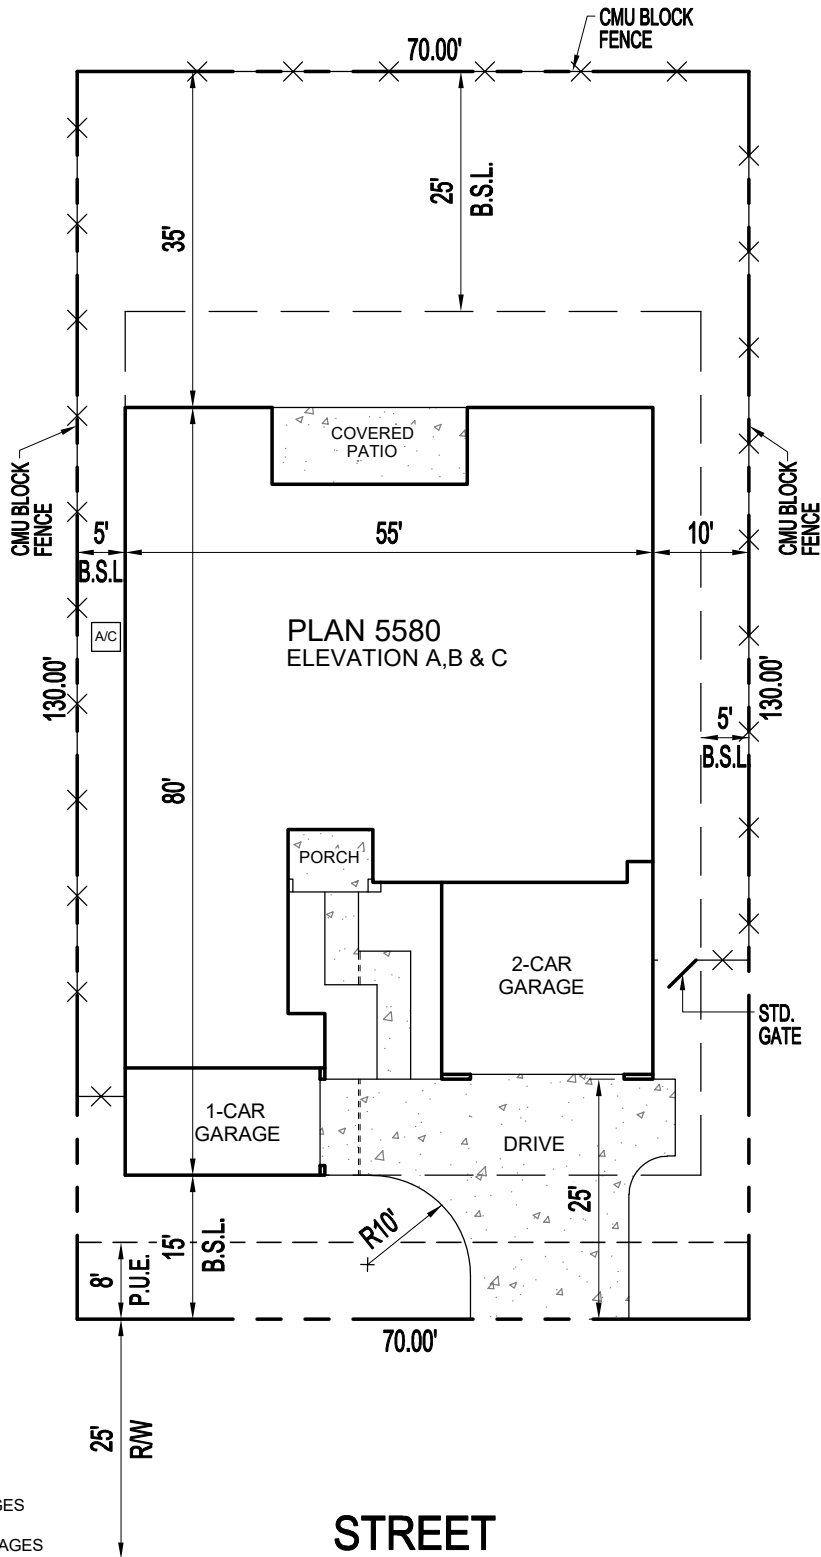 CMU BLOCK
FENCE
70.00'
25'
B.S.L.
35'
COVERED
PATIO
CMU BLOCK
FENCE
CMU BLOCK
FENCE
5'
B.S.L
55'
10'
A/C
PLAN 5580
ELEVATION A,B & C
130.00'
130.00'
5'
B.S.L
80'
PORCH
2-CAR
GARAGE
STD.
GATE
1-CAR
GARAGE
DRIVE
25'
R10'
15'
B.S.L.
8'
P.U.E.
70.00'
25'
R/W
STREET